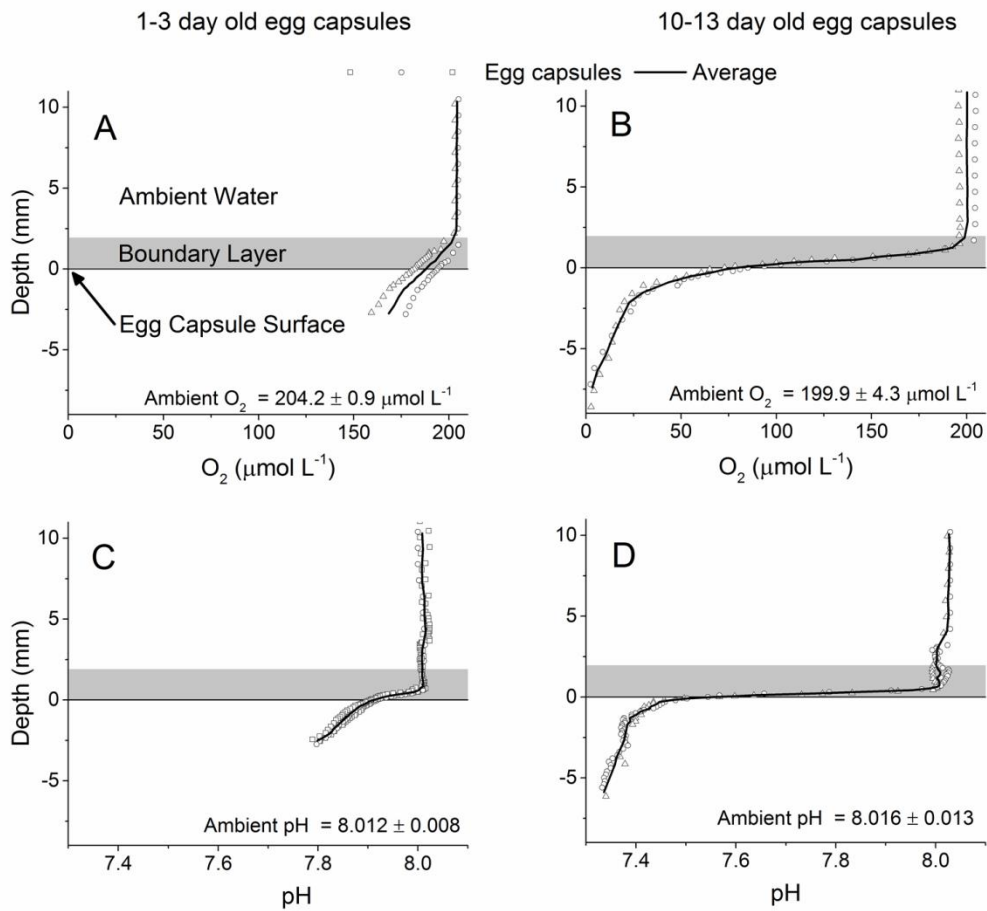 1-3 day old egg capsules
10-13 day old egg capsules
Egg capsules
Average
A
Ambient Water
Boundary Layer
Egg Capsule Surface
Ambient O2 = 204.2 ± 0.9 μmol L-1
10
5
0
-5
Depth (mm)
0
50
100
150
200
O2 (μmol L-1)
B
Ambient O2 = 199.9 ± 4.3 μmol L-1
10
5
0
-5
0
50
100
150
200
O2 (μmol L-1)
C
Ambient pH = 8.012 ± 0.008
10
5
0
-5
Depth (mm)
7.4
7.6
7.8
8.0
pH
D
Ambient pH = 8.016 ± 0.013
10
5
0
-5
7.4
7.6
7.8
8.0
pH